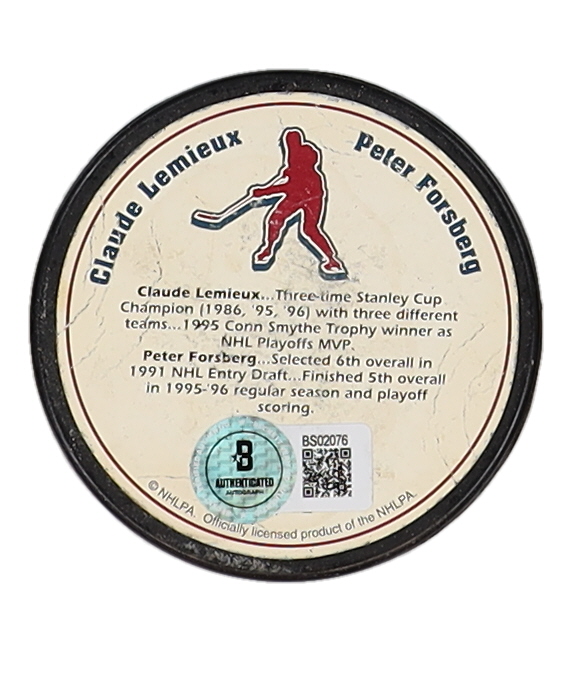 Claude Lemieux
Peter Forsberg
Claude Lemieux...Three-time Stanley Cup
Champion (1986, '95, '96) with three different
teams...1995 Conn Smythe Trophy winner as
NHL Playoffs MVP.
Peter Forsberg...Selected 6th overall in
1991 NHL Entry Draft...Finished 5th overall
in 1995-'96 regular season and playoff
scoring.
B
AUTHENTICATED
AUTOGRAPH
BS02076
© NHLPA. Officially licensed product of the NHLPA.